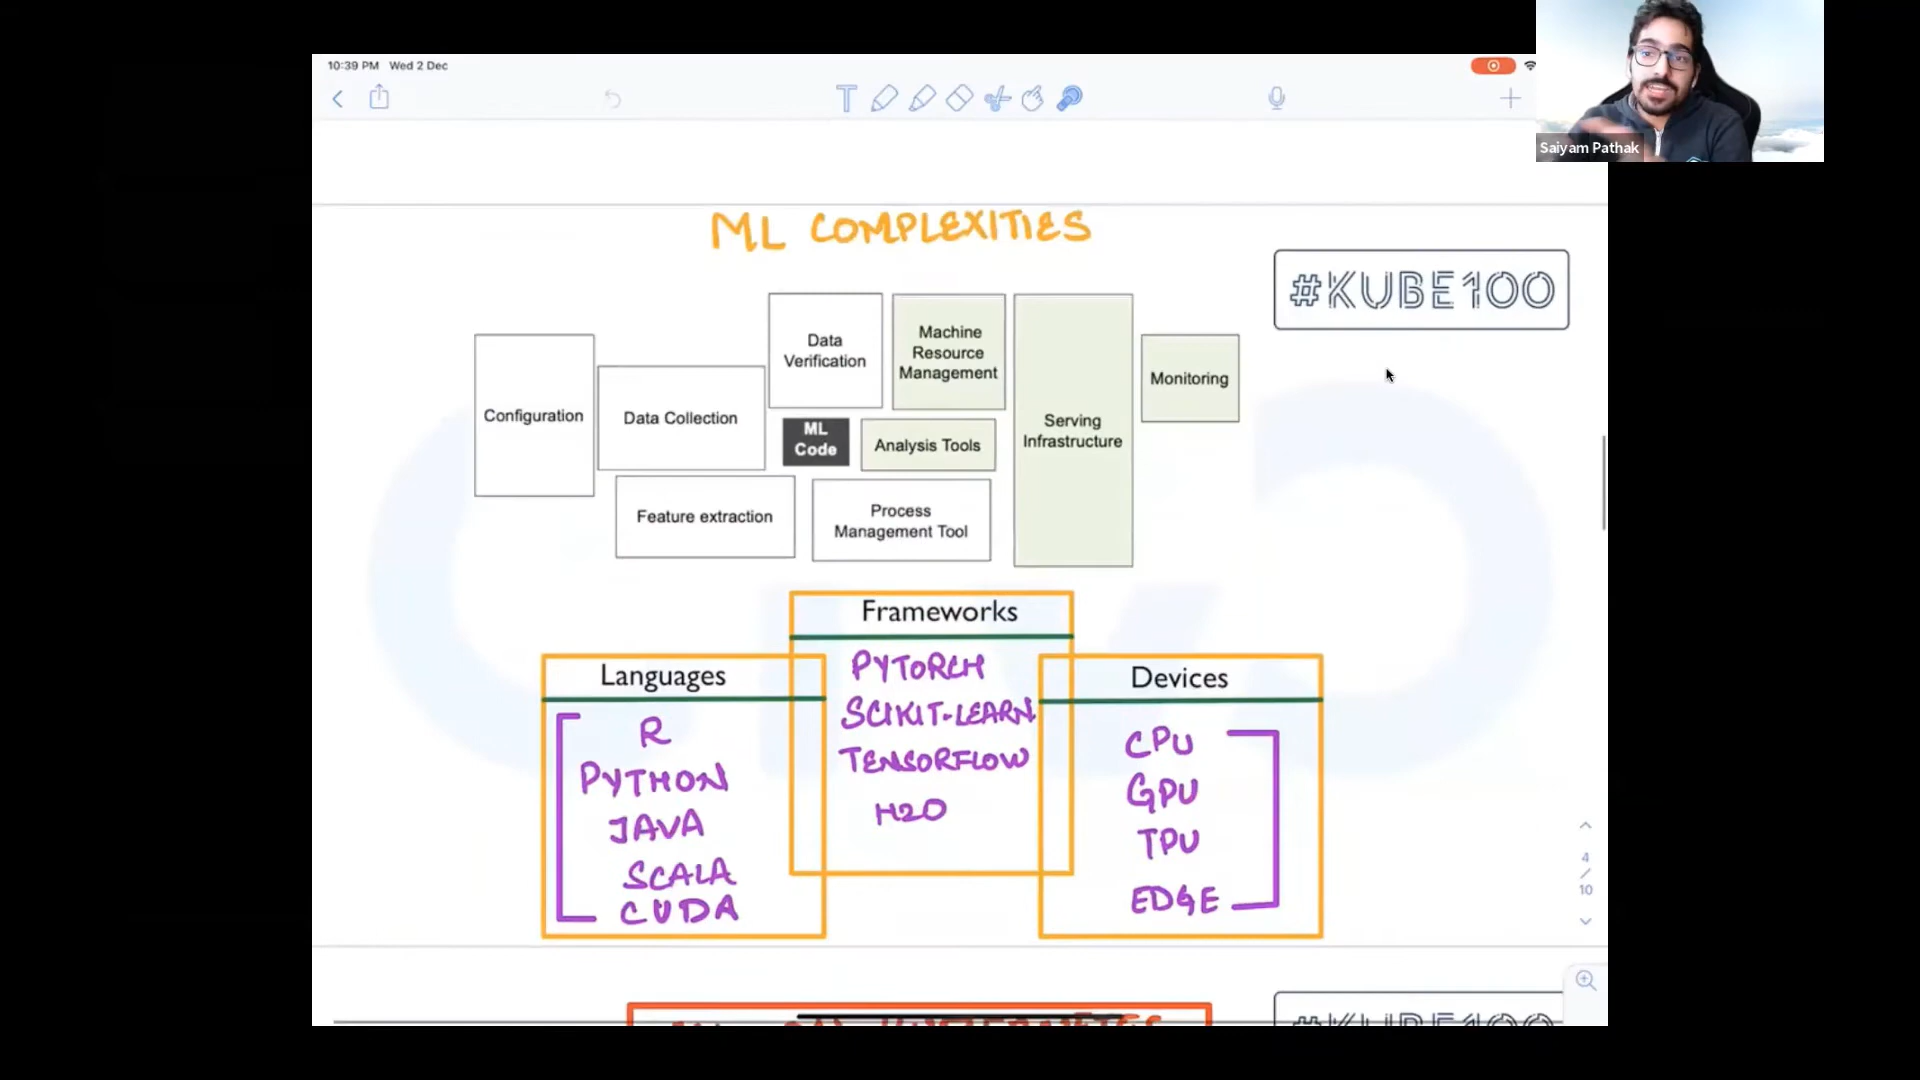 10:39 PM Wed 2 Dec
Saiyam Pathak
ML COMPLEXITIES
#KUBE100
Configuration
Data Collection
Data
Verification
Machine
Resource
Management
ML
Code
Analysis Tools
Serving
Infrastructure
Monitoring
Feature extraction
Process
Management Tool
Frameworks
PYTORCH
SCIKIT-LEARN
TENSORFLOW
H2O
Languages
R
PYTHON
JAVA
SCALA
CUDA
Devices
CPU
GPU
TPU
EDGE
4
/
10
KUBERNETES
#KUBE100